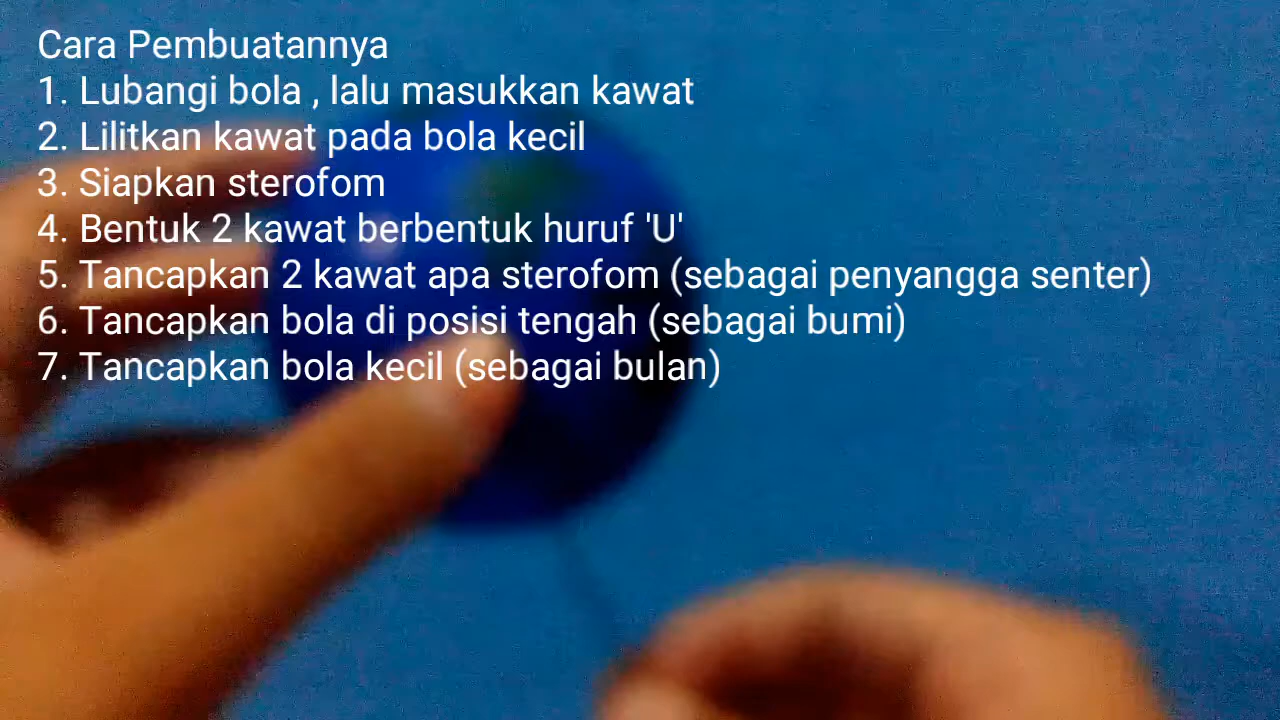 Cara Pembuatannya
1. Lubangi bola , lalu masukkan kawat
2. Lilitkan kawat pada bola kecil
3. Siapkan sterofom
4. Bentuk 2 kawat berbentuk huruf 'U'
5. Tancapkan 2 kawat apa sterofom (sebagai penyangga senter)
6. Tancapkan bola di posisi tengah (sebagai bumi)
7. Tancapkan bola kecil (sebagai bulan)